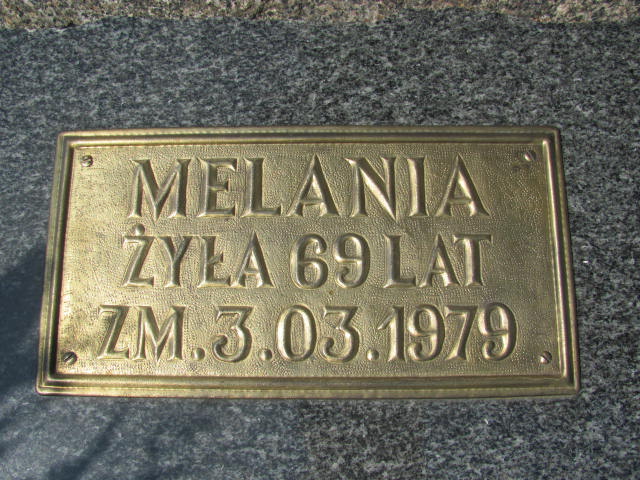 MELANIA
ŻYŁA 69 LAT
ZM. 3.03.1979